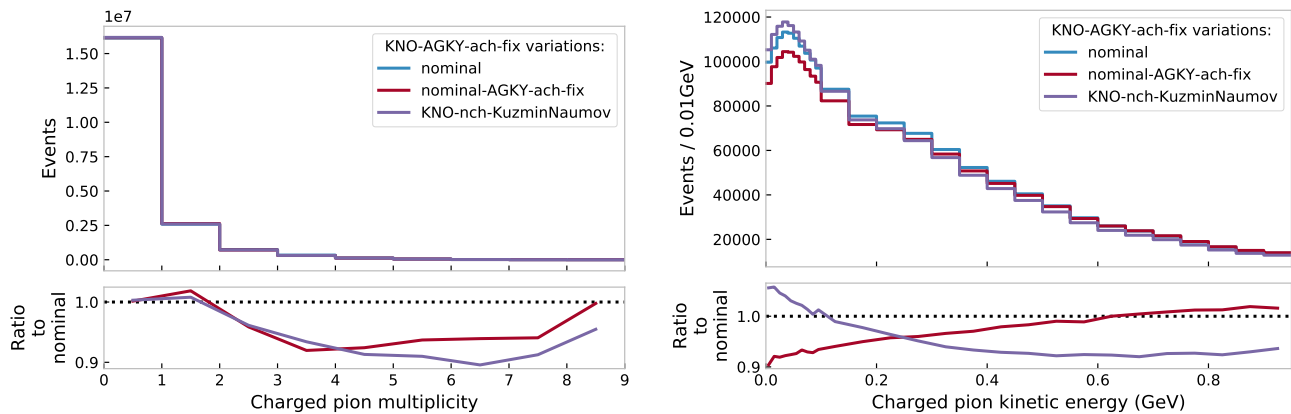 1e7
KNO-AGKY-ach-fix variations:
nominal
nominal-AGKY-ach-fix
KNO-nch-KuzminNaumov
Events
1.50
1.25
1.00
0.75
0.50
0.25
0.00
Ratio
to
nominal
1.0
0.9
0 1 2 3 4 5 6 7 8 9
Charged pion multiplicity
KNO-AGKY-ach-fix variations:
nominal
nominal-AGKY-ach-fix
KNO-nch-KuzminNaumov
Events / 0.01GeV
120000
100000
80000
60000
40000
20000
Ratio
to
nominal
1.0
0.9
0.0 0.2 0.4 0.6 0.8
Charged pion kinetic energy (GeV)